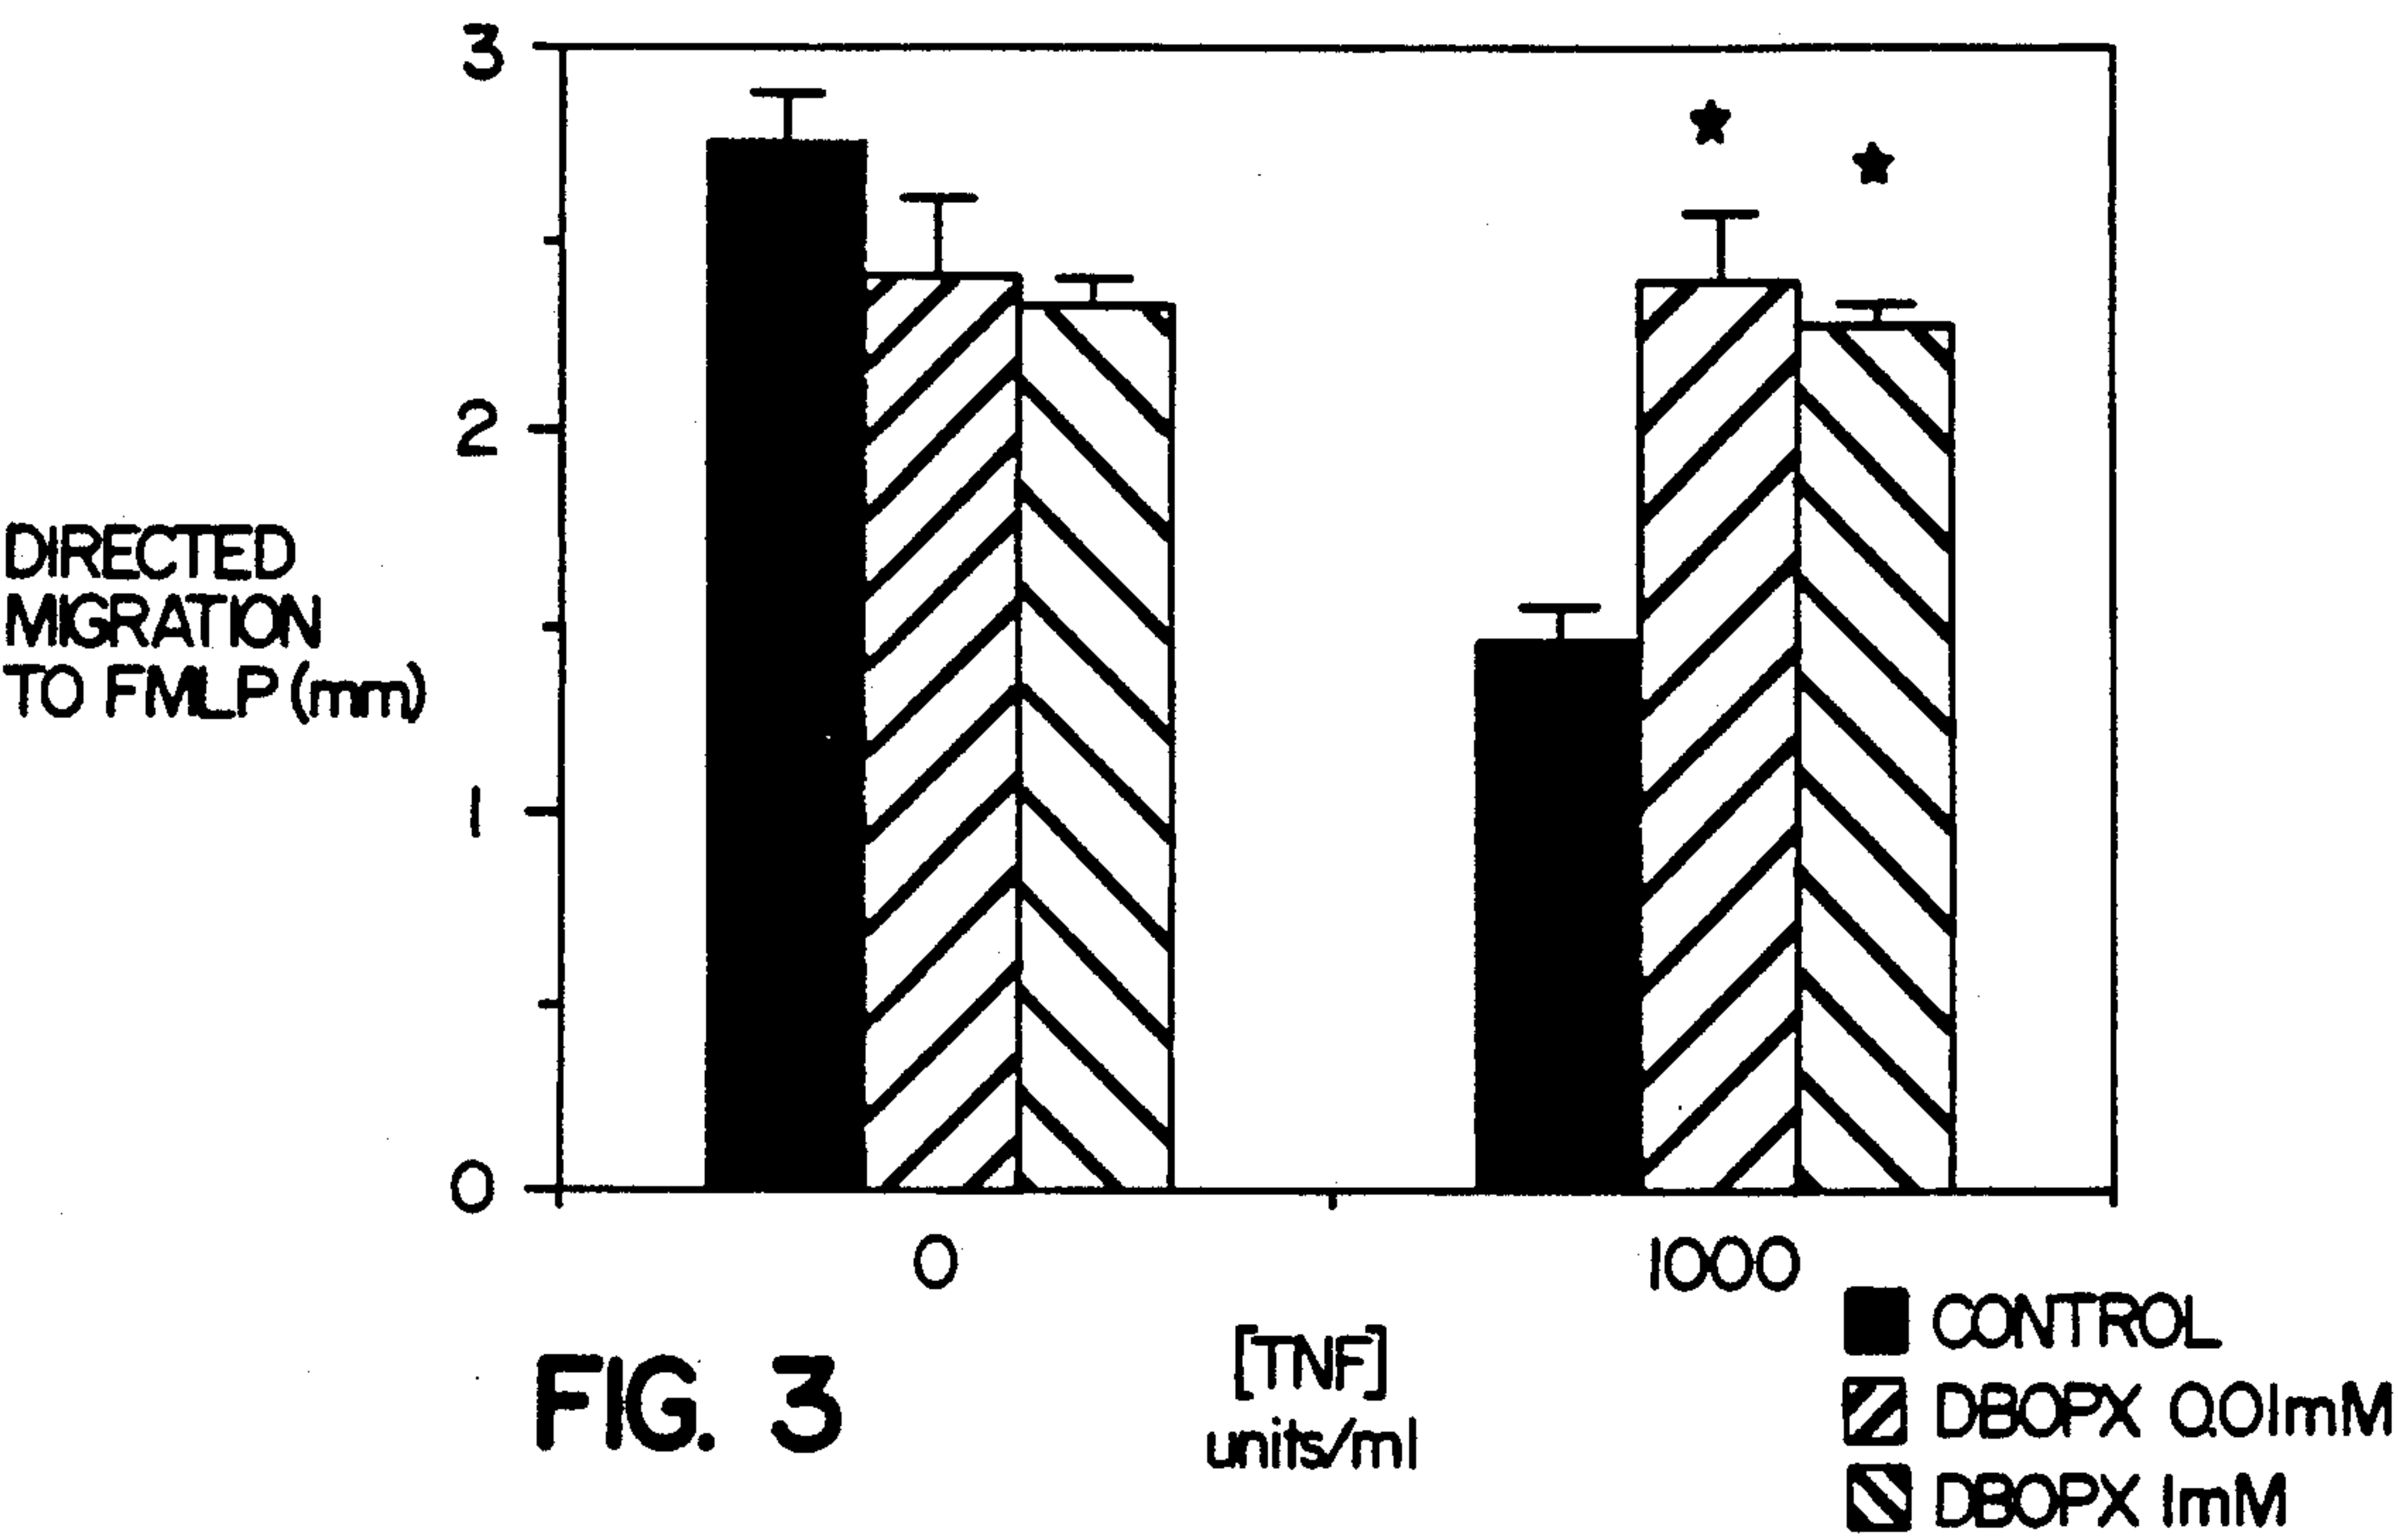 3
2
1
0
DIRECTED
MIGRATION
TO FMLP (mm)
0 1000
[TNF]
units/ml
FIG. 3
CONTROL
DBOPX 0.01mM
DBOPX 1mM